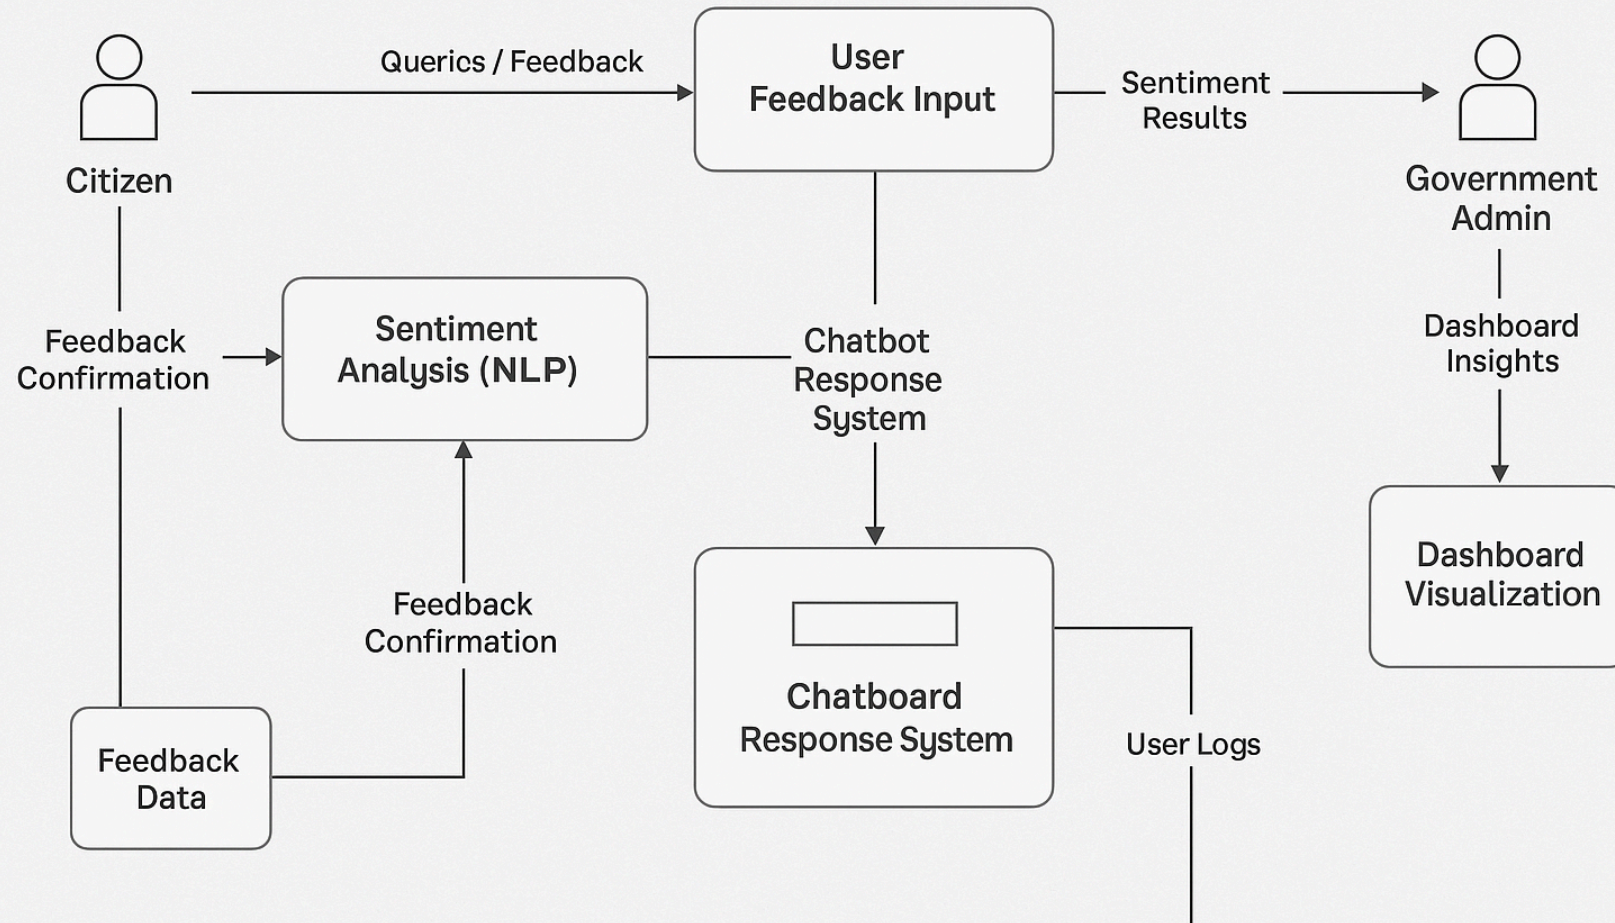 Querics / Feedback
User
Feedback Input
Sentiment
Results
Citizen
Government
Admin
Feedback
Confirmation
Sentiment
Analysis (NLP)
Chatbot
Response
System
Dashboard
Insights
Feedback
Confirmation
Dashboard
Visualization
Chatboard
Response System
User Logs
Feedback
Data